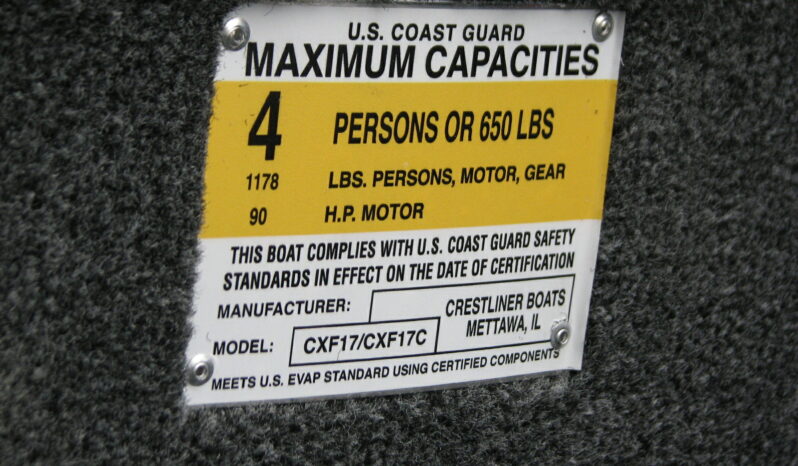 U.S. COAST GUARD
MAXIMUM CAPACITIES
4 PERSONS OR 650 LBS
1178 LBS. PERSONS, MOTOR, GEAR
90 H.P. MOTOR
THIS BOAT COMPLIES WITH U.S. COAST GUARD SAFETY
STANDARDS IN EFFECT ON THE DATE OF CERTIFICATION
MANUFACTURER: CRESTLINER BOATS
METTAWA, IL
MODEL: CXF17/CXF17C
MEETS U.S. EVAP STANDARD USING CERTIFIED COMPONENTS